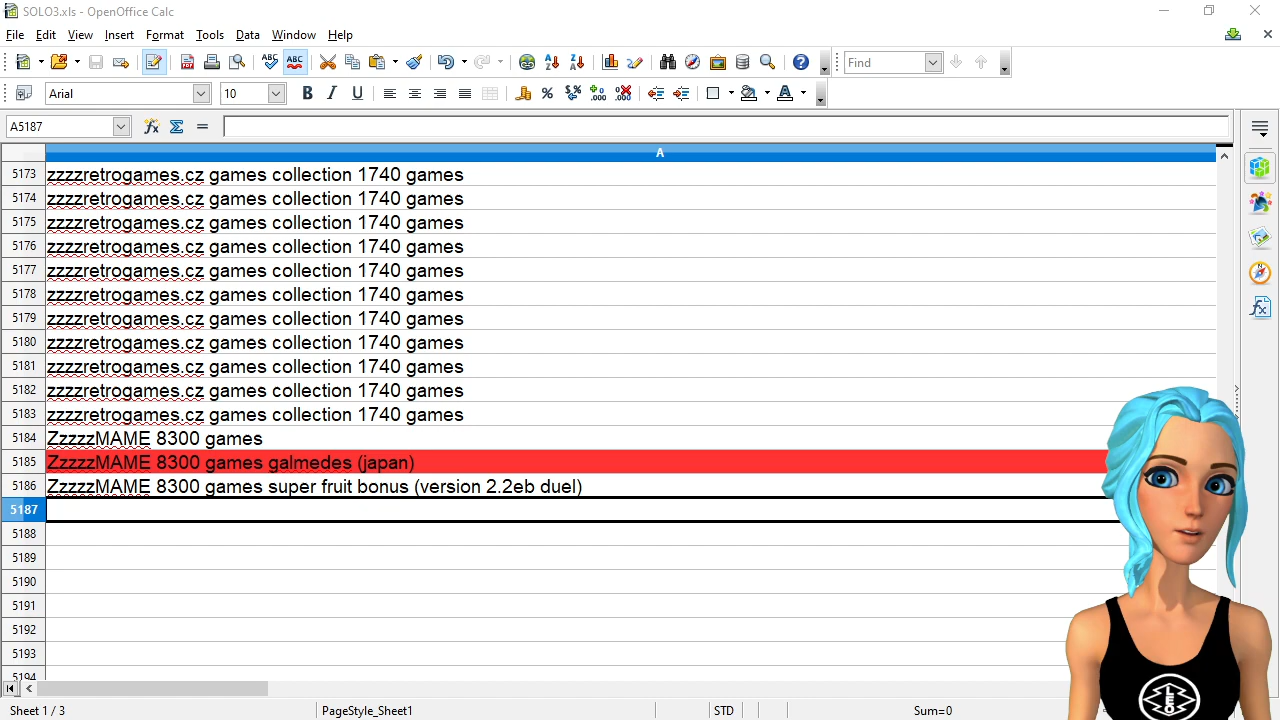 SOLO3.xls - OpenOffice Calc
File Edit View Insert Format Tools Data Window Help
Find
Arial 10
A5187
A
5173 zzzzretrogames.cz games collection 1740 games
5174 zzzzretrogames.cz games collection 1740 games
5175 zzzzretrogames.cz games collection 1740 games
5176 zzzzretrogames.cz games collection 1740 games
5177 zzzzretrogames.cz games collection 1740 games
5178 zzzzretrogames.cz games collection 1740 games
5179 zzzzretrogames.cz games collection 1740 games
5180 zzzzretrogames.cz games collection 1740 games
5181 zzzzretrogames.cz games collection 1740 games
5182 zzzzretrogames.cz games collection 1740 games
5183 zzzzretrogames.cz games collection 1740 games
5184 ZzzzzMAME 8300 games
5185 ZzzzzMAME 8300 games galmedes (japan)
5186 ZzzzzMAME 8300 games super fruit bonus (version 2.2eb duel)
5187
5188
5189
5190
5191
5192
5193
5194
LEO
Sheet 1 / 3 PageStyle_Sheet1 STD Sum=0